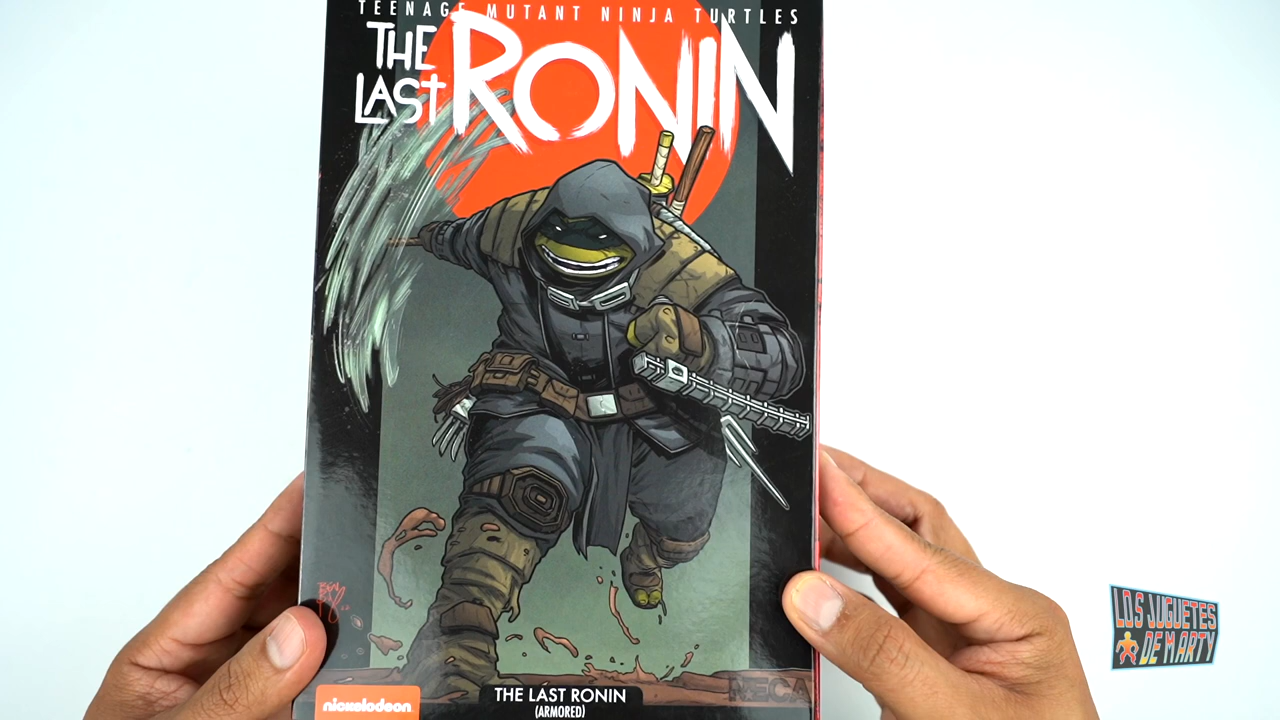 TEENAGE MUTANT NINJA TURTLES
THE LAST RONIN
nickelodeon
THE LAST RONIN
(ARMORED)
NECA
LOS JUGUETES
DE MARTY